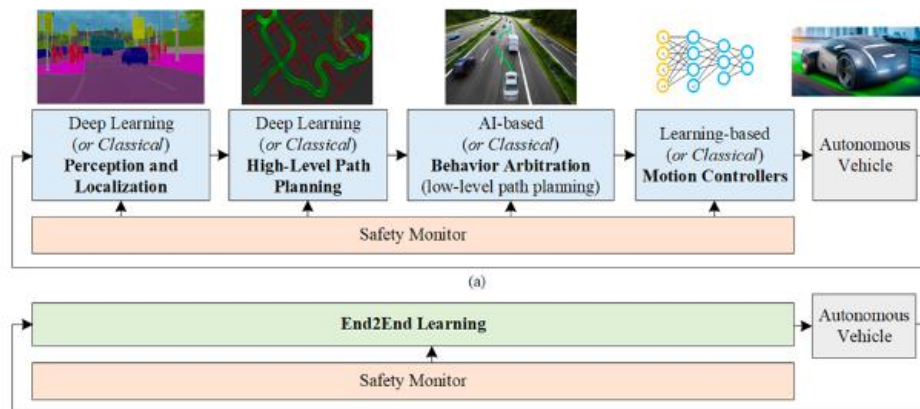 Deep Learning
(or Classical)
Perception and
Localization
Deep Learning
(or Classical)
High-Level Path
Planning
AI-based
(or Classical)
Behavior Arbitration
(low-level path planning)
Learning-based
(or Classical)
Motion Controllers
Autonomous
Vehicle
Safety Monitor
(a)
End2End Learning
Autonomous
Vehicle
Safety Monitor